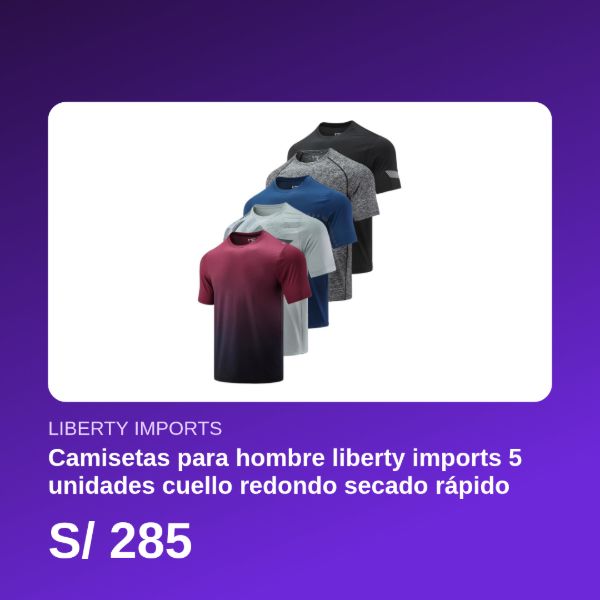 LIBERTY IMPORTS
Camisetas para hombre liberty imports 5
unidades cuello redondo secado rápido
S/ 285